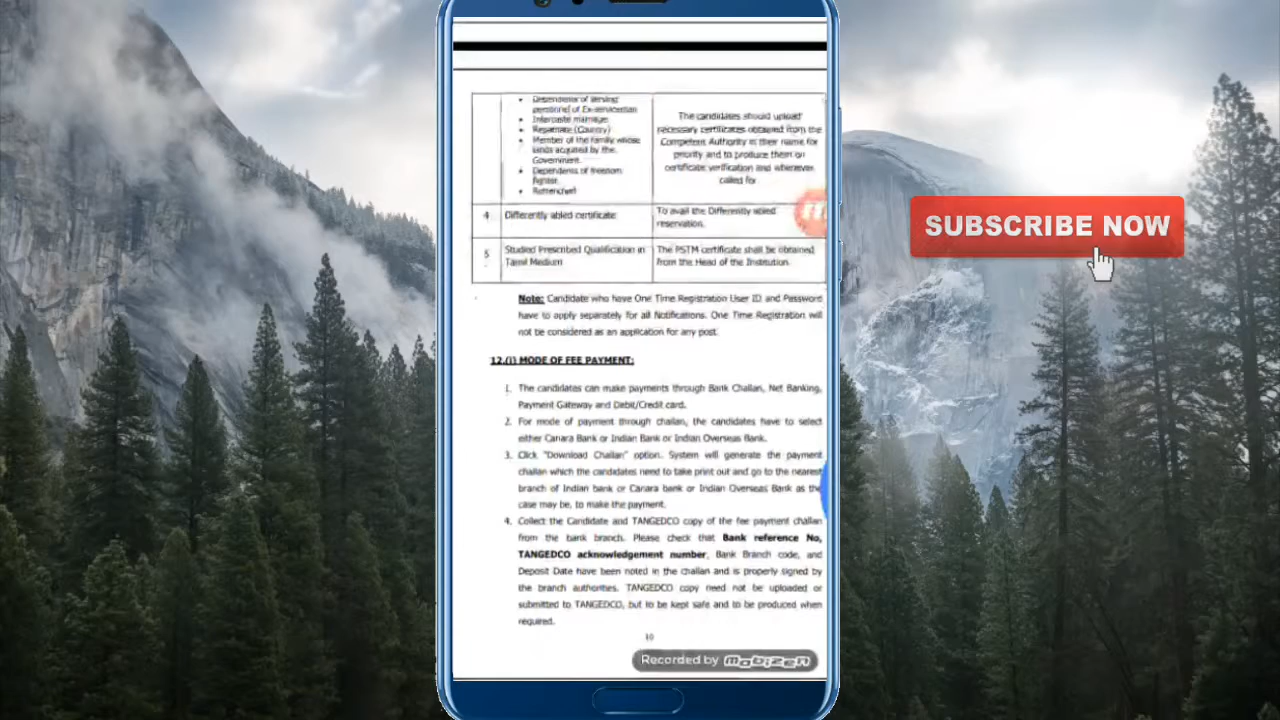 • Dependents of serving
personnel of Ex-serviceman
• Intercaste marriage
• Repatriate (Country)
• Member of the family whose
lands acquired by the
Government.
• Dependents of freedom
fighter
The candidates should upload
necessary certificates obtained from the
Competent Authority in their name for
priority and to produce them on
certificate verification and wherever
called for
4 Differently abled certificate
To avail the Differently abled
reservation.
5 Studied Prescribed Qualification in
Tamil Medium
The PSTM certificate shall be obtained
from the Head of the Institution.
Note: Candidate who have One Time Registration User ID and Password
have to apply separately for all Notifications. One Time Registration will
not be considered as an application for any post.
12.(i) MODE OF FEE PAYMENT:
1. The candidates can make payments through Bank Challan, Net Banking,
Payment Gateway and Debit/Credit card.
2. For mode of payment through challan, the candidates have to select
either Canara Bank or Indian Bank or Indian Overseas Bank.
3. Click "Download Challan" option. System will generate the payment
challan which the candidates need to take print out and go to the nearest
branch of Indian bank or Canara bank or Indian Overseas Bank as the
case may be, to make the payment.
4. Collect the Candidate and TANGEDCO copy of the fee payment challan
from the bank branch. Please check that Bank reference No,
TANGEDCO acknowledgement number, Bank Branch code, and
Deposit Date have been noted in the challan and is properly signed by
the branch authorities. TANGEDCO copy need not be uploaded or
submitted to TANGEDCO, but to be kept safe and to be produced when
required.
10
Recorded by mobizen
SUBSCRIBE NOW